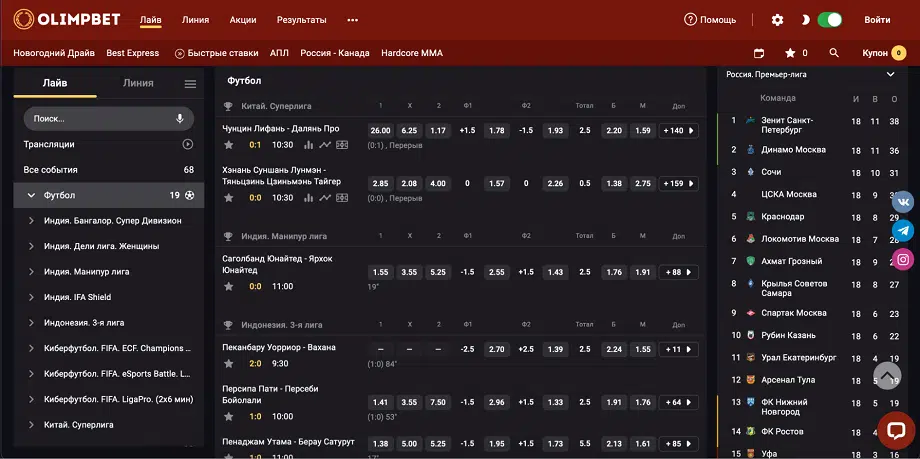 OLIMPBET Лайв Линия Акции Результаты ••• Помощь Войти
Новогодний Драйв Best Express Быстрые ставки АПЛ Россия - Канада Hardcore MMA 0 Купон 0
Лайв Линия
Поиск...
Трансляции
Все события 68
Футбол 19
Индия. Бангалор. Супер Дивизион
Индия. Дели лига. Женщины
Индия. Манипур лига
Индия. IFA Shield
Индонезия. 3-я лига
Киберфутбол. FIFA. ECF. Champions ...
Киберфутбол. FIFA. eSports Battle. L...
Киберфутбол. FIFA. LigaPro. (2x6 мин)
Китай. Суперлига
Футбол
Китай. Суперлига 1 X 2 Ф1 Ф2 Тотал Б М Доп
Чунцин Лифань - Далянь Про 26.00 6.25 1.17 +1.5 1.78 -1.5 1.93 2.5 2.20 1.59 + 140
0:1 10:30 (0:1) , Перерыв
Хэнань Суншань Лунмэн -
Тяньцзинь Цзиньмэнь Тайгер 2.85 2.08 4.00 0 1.57 0 2.26 0.5 1.38 2.75 + 159
0:0 10:30 (0:0) , Перерыв
Индия. Манипур лига 1 X 2 Ф1 Ф2 Тотал Б М Доп
Саголбанд Юнайтед - Ярхок
Юнайтед 1.55 3.55 5.25 -1.5 2.55 +1.5 1.43 2.5 1.76 1.91 + 88
0:0 11:00 19"
Индонезия. 3-я лига 1 X 2 Ф1 Ф2 Тотал Б М Доп
Пеканбару Уорриор - Вахана – – – -2.5 2.70 +2.5 1.39 2.5 2.24 1.55 + 11
2:0 9:30 (1:0) 84"
Персипа Пати - Персеби
Бойолали 1.41 3.55 7.50 -1.5 2.96 +1.5 1.33 2.5 1.91 1.76 + 64
1:0 10:00 (1:0) 53"
Пенаджам Утама - Берау Сатурут 1.38 5.00 5.25 -1.5 1.95 +1.5 1.73 5.5 2.13 1.61 + 85
1:0 11:00 17"
Россия. Премьер-лига
Команда И В О
1 Зенит Санкт-
Петербург 18 11 38
2 Динамо Москва 18 11 36
3 Сочи 18 10 31
4 ЦСКА Москва 18 9
5 Краснодар 18 8 29
6 Локомотив Москва 18 7
7 Ахмат Грозный 18 9
8 Крылья Советов
Самара 18 8 27
9 Спартак Москва 18 6 23
10 Рубин Казань 18 6 22
11 Урал Екатеринбург 18 4 19
12 Арсенал Тула 18 5 19
13 ФК Нижний
Новгород 18 4
14 ФК Ростов 18 4
15 Уфа 18 3 16